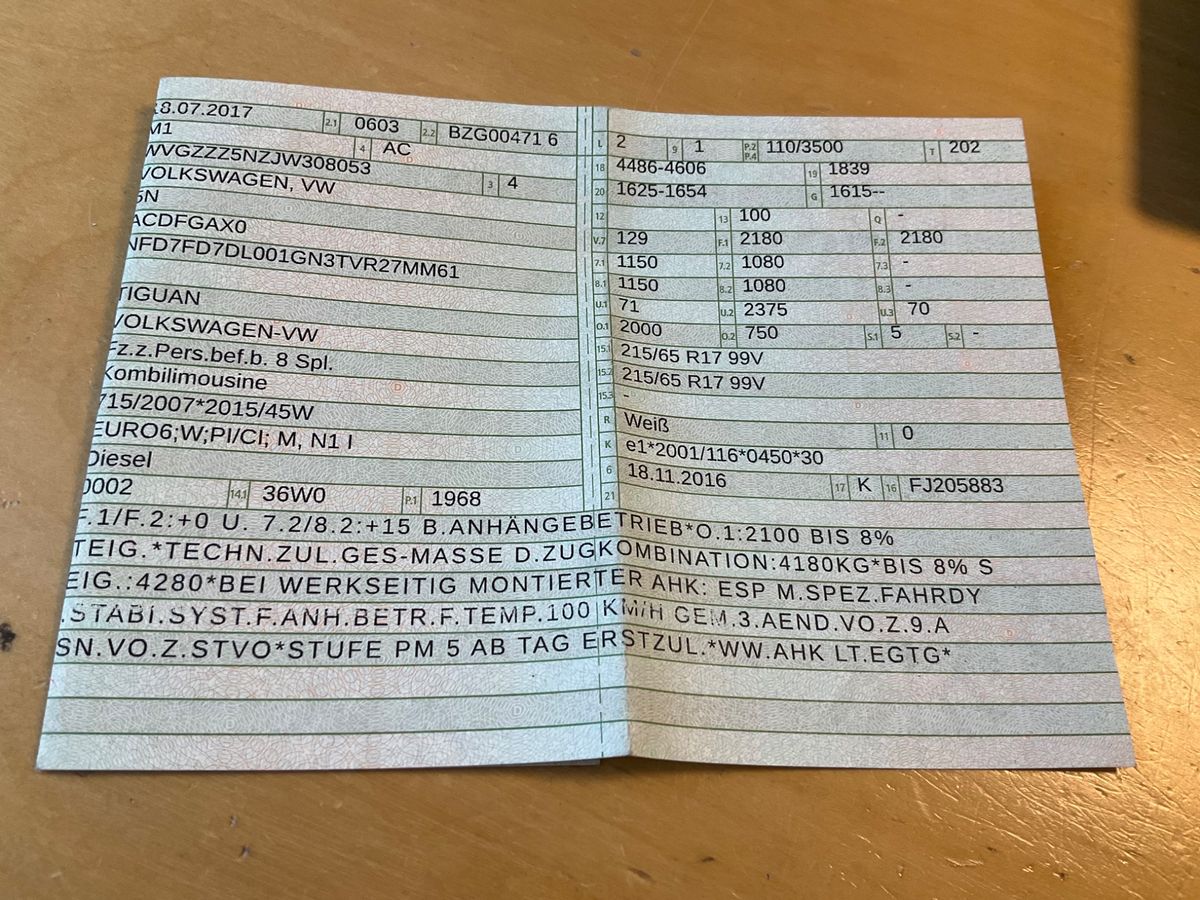 8.07.2017 2.1 0603 2.2 BZG00471 6
M1 4 AC
WVGZZZ5NZJW308053 3 4
VOLKSWAGEN, VW
5N
ACDFGAX0
NFD7FD7DL001GN3TVR27MM61
TIGUAN
VOLKSWAGEN-VW
Fz.z.Pers.bef.b. 8 Spl.
Kombilimousine
715/2007*2015/45W
EURO6;W;PI/CI; M, N1 I
Diesel
0002 14.1 36W0 P.1 1968
L 2 9 1 P.2 P.4 110/3500 T 202
18 4486-4606 19 1839
20 1625-1654 G 1615--
12 13 100 Q -
V.7 129 F.1 2180 F.2 2180
7.1 1150 7.2 1080 7.3 -
8.1 1150 8.2 1080 8.3 -
U.1 71 U.2 2375 U.3 70
O.1 2000 O.2 750 S.1 5 S.2 -
15.1 215/65 R17 99V
15.2 215/65 R17 99V
15.3 -
R Weiß 11 0
K e1*2001/116*0450*30
6 18.11.2016 17 K 16 FJ205883
21
F.1/F.2:+0 U. 7.2/8.2:+15 B.ANHÄNGEBETRIEB*O.1:2100 BIS 8%
TEIG.*TECHN.ZUL.GES-MASSE D.ZUGKOMBINATION:4180KG*BIS 8% S
EIG.:4280*BEI WERKSEITIG MONTIERTER AHK: ESP M.SPEZ.FAHRDY
.STABI.SYST.F.ANH.BETR.F.TEMP.100 KM/H GEM.3.AEND.VO.Z.9.A
SN.VO.Z.STVO*STUFE PM 5 AB TAG ERSTZUL.*WW.AHK LT.EGTG*